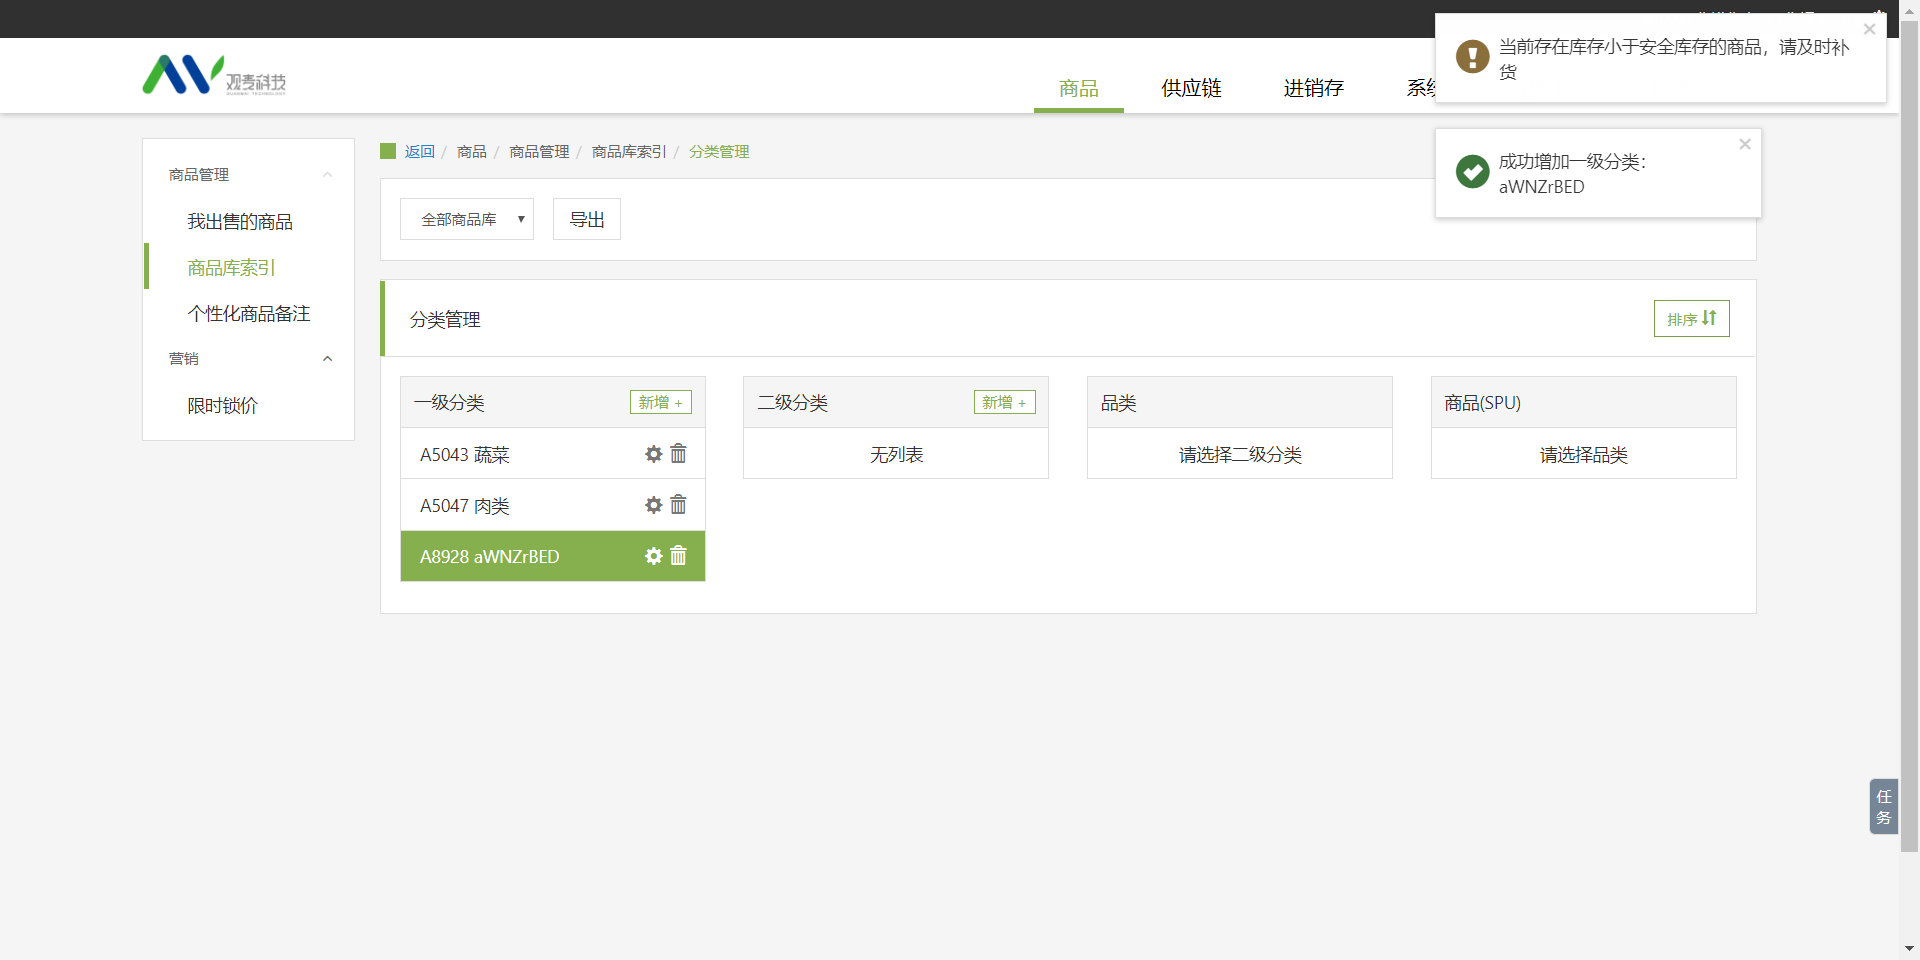 当前存在库存小于安全库存的商品，请及时补
货
观麦科技
GUANMAI TECHNOLOGY
商品
供应链
进销存
系统
成功增加一级分类：
aWNZrBED
商品管理
我出售的商品
商品库索引
个性化商品备注
营销
限时锁价
返回 / 商品 / 商品管理 / 商品库索引 / 分类管理
全部商品库
导出
分类管理
排序
一级分类
新增 +
A5043 蔬菜
A5047 肉类
A8928 aWNZrBED
二级分类
新增 +
无列表
品类
请选择二级分类
商品(SPU)
请选择品类
任
务